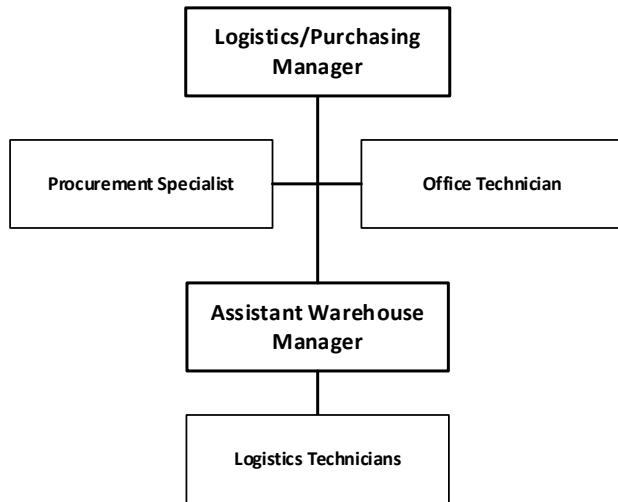 Logistics/Purchasing
Manager
Procurement Specialist
Office Technician
Assistant Warehouse
Manager
Logistics Technicians